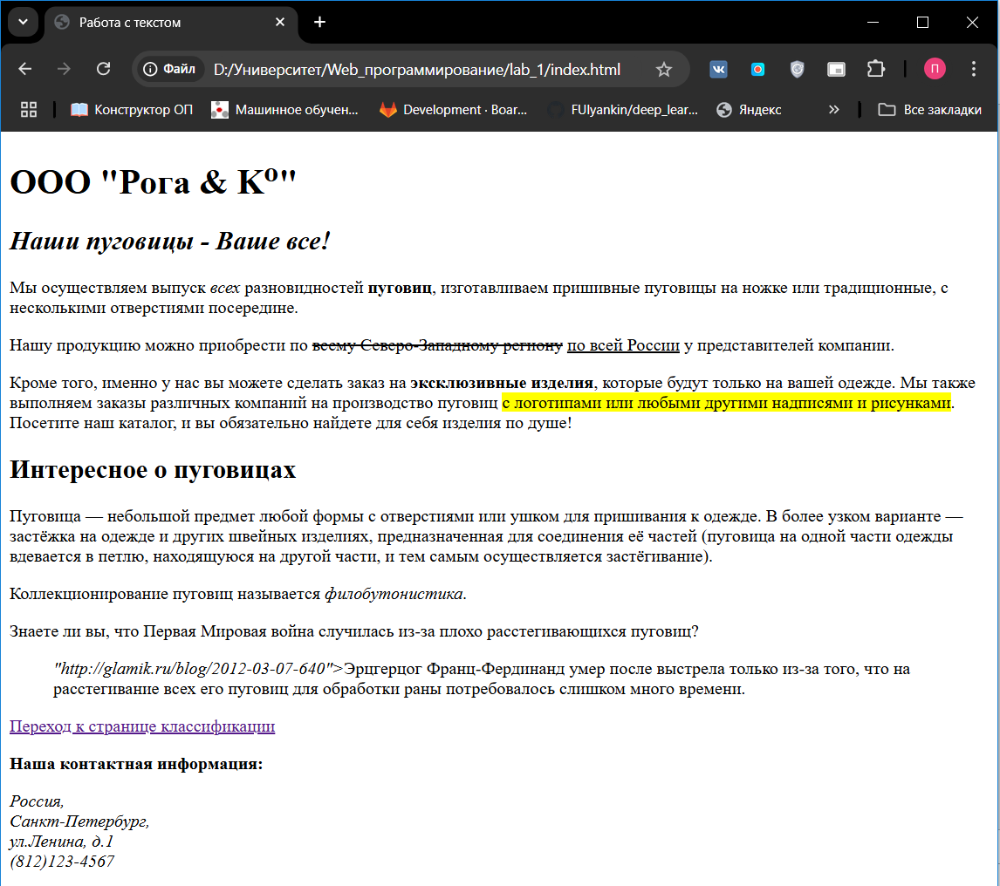 Работа с текстом
Файл D:/Университет/Web_программирование/lab_1/index.html П
Конструктор ОП Машинное обучен... Development · Boar... FUlyankin/deep_lear... Яндекс » Все закладки
ООО "Рога & Kº"
Наши пуговицы - Ваше все!
Мы осуществляем выпуск всех разновидностей пуговиц, изготавливаем пришивные пуговицы на ножке или традиционные, с
несколькими отверстиями посередине.
Нашу продукцию можно приобрести по всему Северо-Западному региону по всей России у представителей компании.
Кроме того, именно у нас вы можете сделать заказ на эксклюзивные изделия, которые будут только на вашей одежде. Мы также
выполняем заказы различных компаний на производство пуговиц с логотипами или любыми другими надписями и рисунками.
Посетите наш каталог, и вы обязательно найдете для себя изделия по душе!
Интересное о пуговицах
Пуговица — небольшой предмет любой формы с отверстиями или ушком для пришивания к одежде. В более узком варианте —
застёжка на одежде и других швейных изделиях, предназначенная для соединения её частей (пуговица на одной части одежды
вдевается в петлю, находящуюся на другой части, и тем самым осуществляется застёгивание).
Коллекционирование пуговиц называется филобутонистика.
Знаете ли вы, что Первая Мировая война случилась из-за плохо расстегивающихся пуговиц?
"http://glamik.ru/blog/2012-03-07-640">Эрцгерцог Франц-Фердинанд умер после выстрела только из-за того, что на
расстегивание всех его пуговиц для обработки раны потребовалось слишком много времени.
Переход к странице классификации
Наша контактная информация:
Россия,
Санкт-Петербург,
ул.Ленина, д.1
(812)123-4567